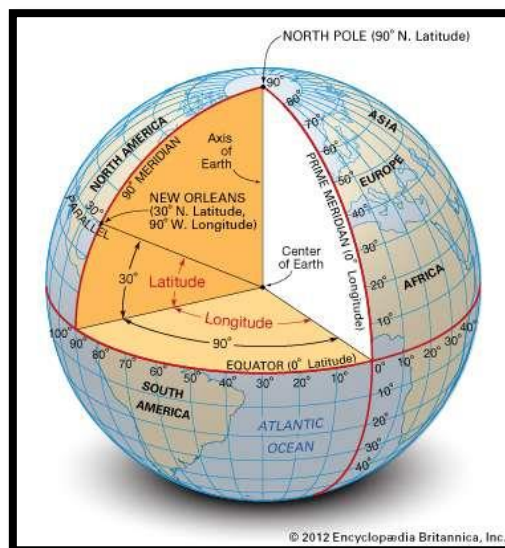 NORTH POLE (90° N. Latitude)
90°
80°
70°
60°
50°
40°
30°
20°
10°
ASIA
EUROPE
AFRICA
NORTH AMERICA
90° MERIDIAN
Axis
of
Earth
PRIME MERIDIAN (0° Longitude)
30°
PARALLEL
NEW ORLEANS
(30° N. Latitude,
90° W. Longitude)
Center
of Earth
30°
Latitude
Longitude
90°
EQUATOR (0° Latitude)
100°
90°
80°
70°
60°
50°
40°
30°
20°
10°
0°
10°
20°
30°
40°
10°
20°
30°
40°
SOUTH
AMERICA
ATLANTIC
OCEAN
© 2012 Encyclopædia Britannica, Inc.